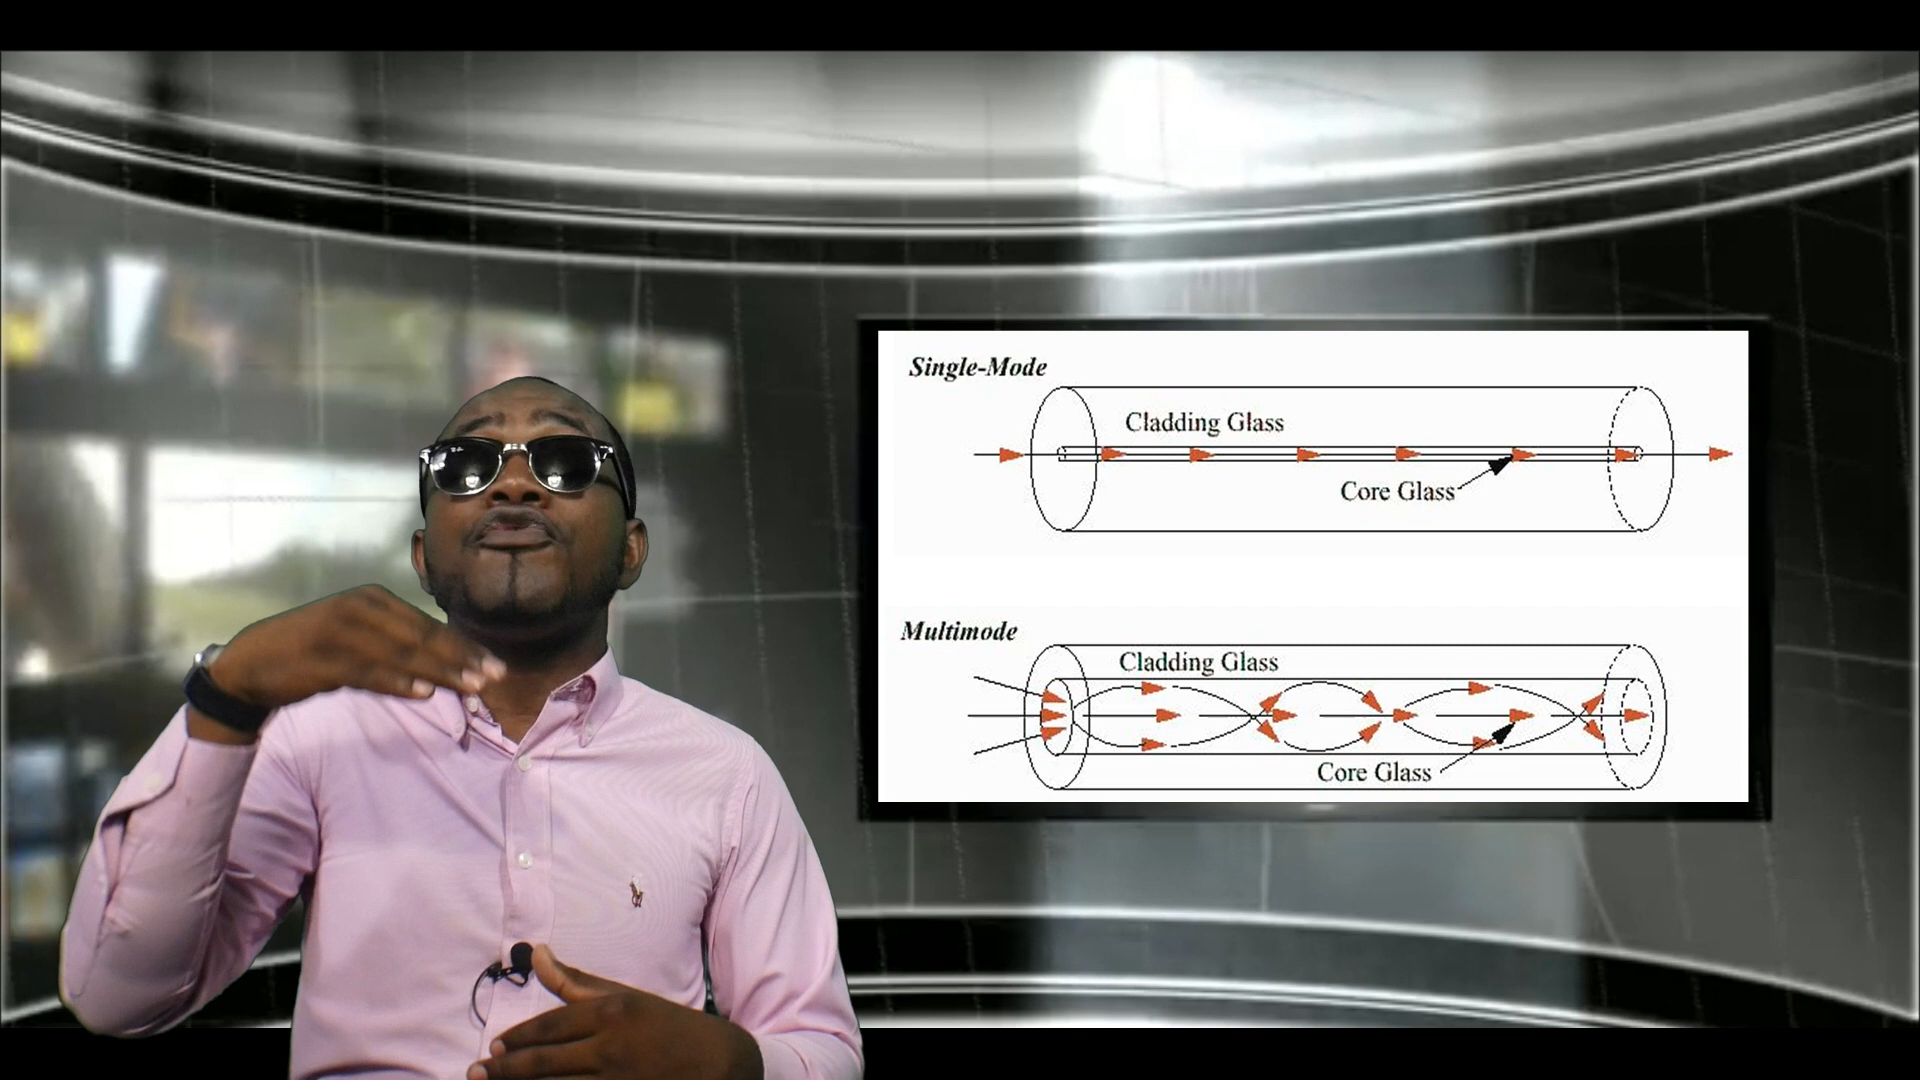 Single-Mode
Cladding Glass
Core Glass
Multimode
Cladding Glass
Core Glass